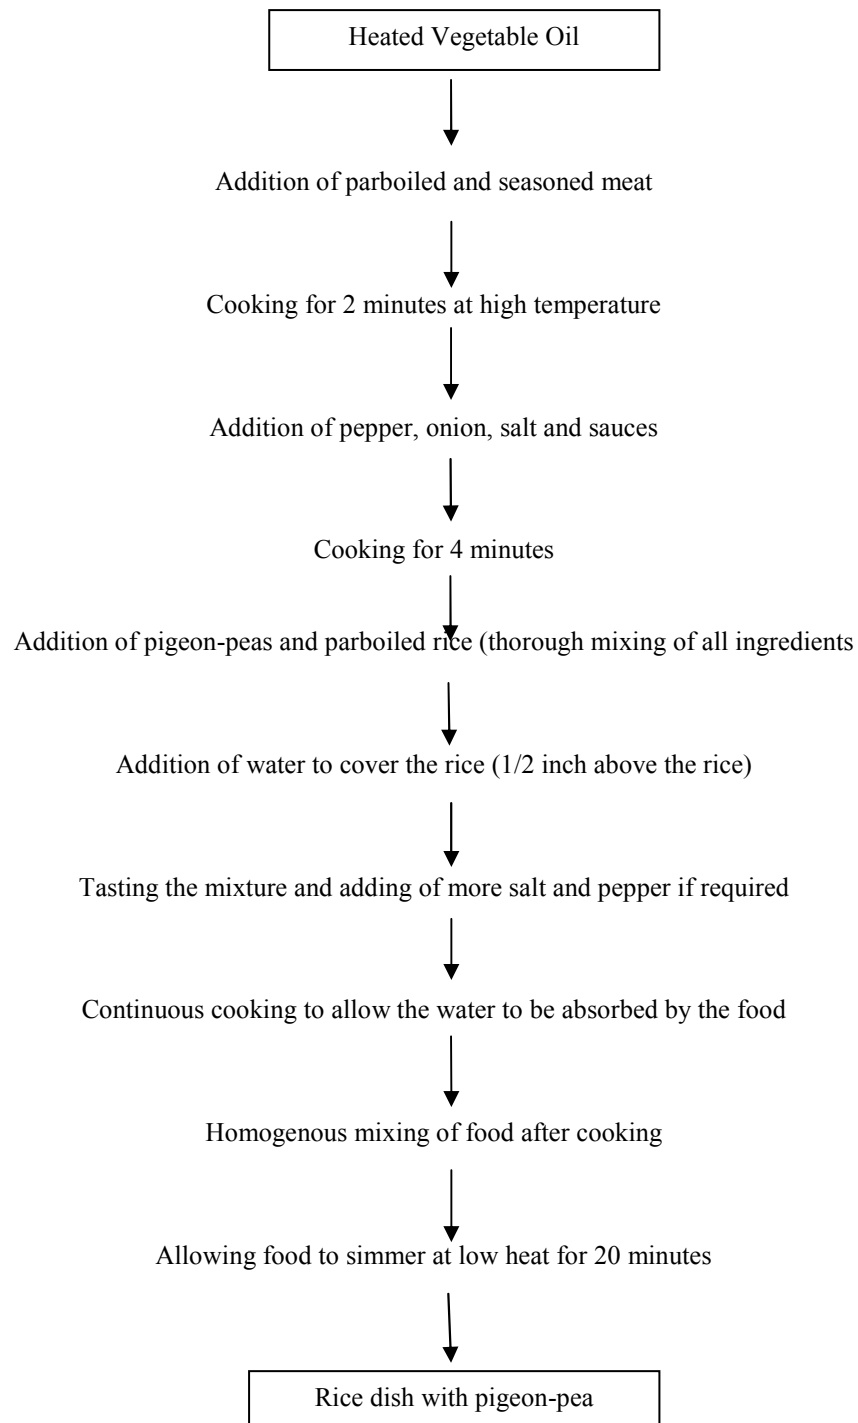 Heated Vegetable Oil
Addition of parboiled and seasoned meat
Cooking for 2 minutes at high temperature
Addition of pepper, onion, salt and sauces
Cooking for 4 minutes
Addition of pigeon-peas and parboiled rice (thorough mixing of all ingredients
Addition of water to cover the rice (1/2 inch above the rice)
Tasting the mixture and adding of more salt and pepper if required
Continuous cooking to allow the water to be absorbed by the food
Homogenous mixing of food after cooking
Allowing food to simmer at low heat for 20 minutes
Rice dish with pigeon-pea